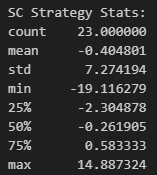 SC Strategy Stats:
count 23.000000
mean -0.404801
std 7.274194
min -19.116279
25% -2.304878
50% -0.261905
75% 0.583333
max 14.887324